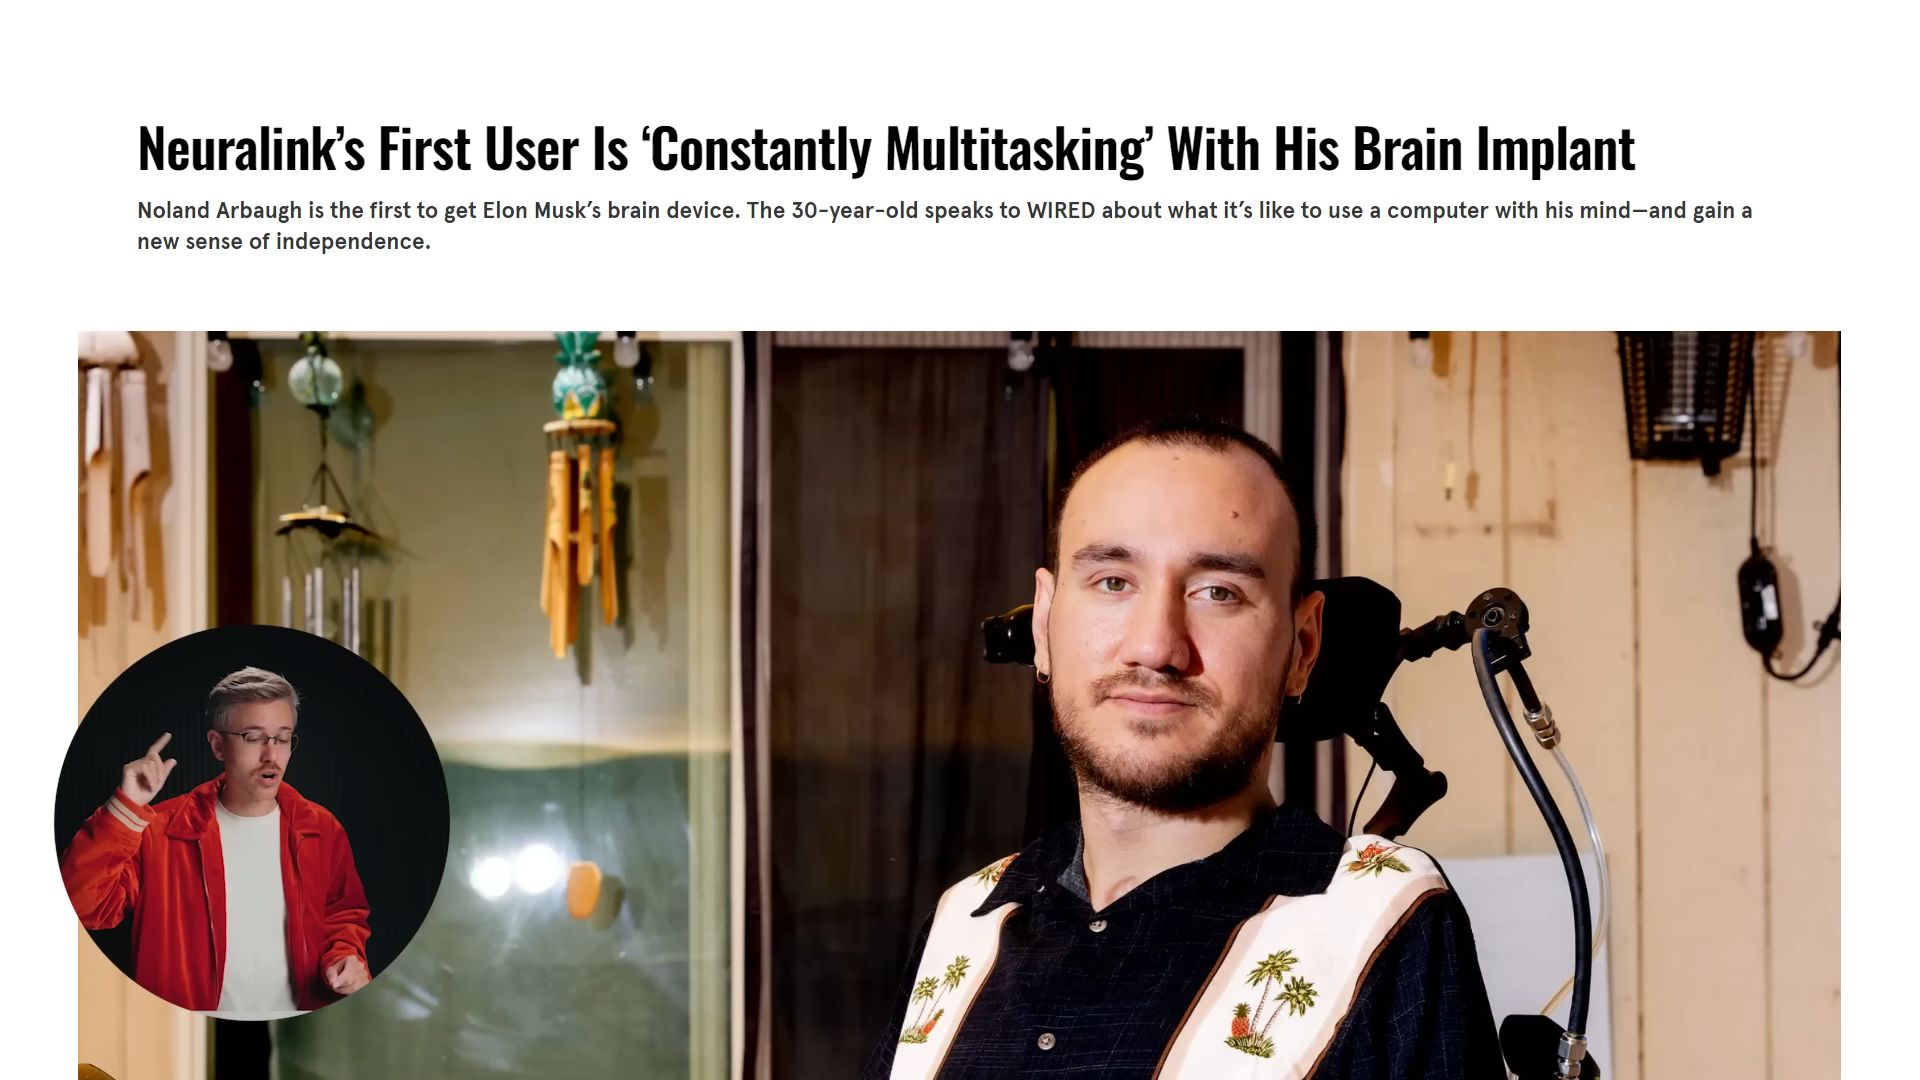 Neuralink’s First User Is ‘Constantly Multitasking’ With His Brain Implant
Noland Arbaugh is the first to get Elon Musk’s brain device. The 30-year-old speaks to WIRED about what it’s like to use a computer with his mind—and gain a
new sense of independence.